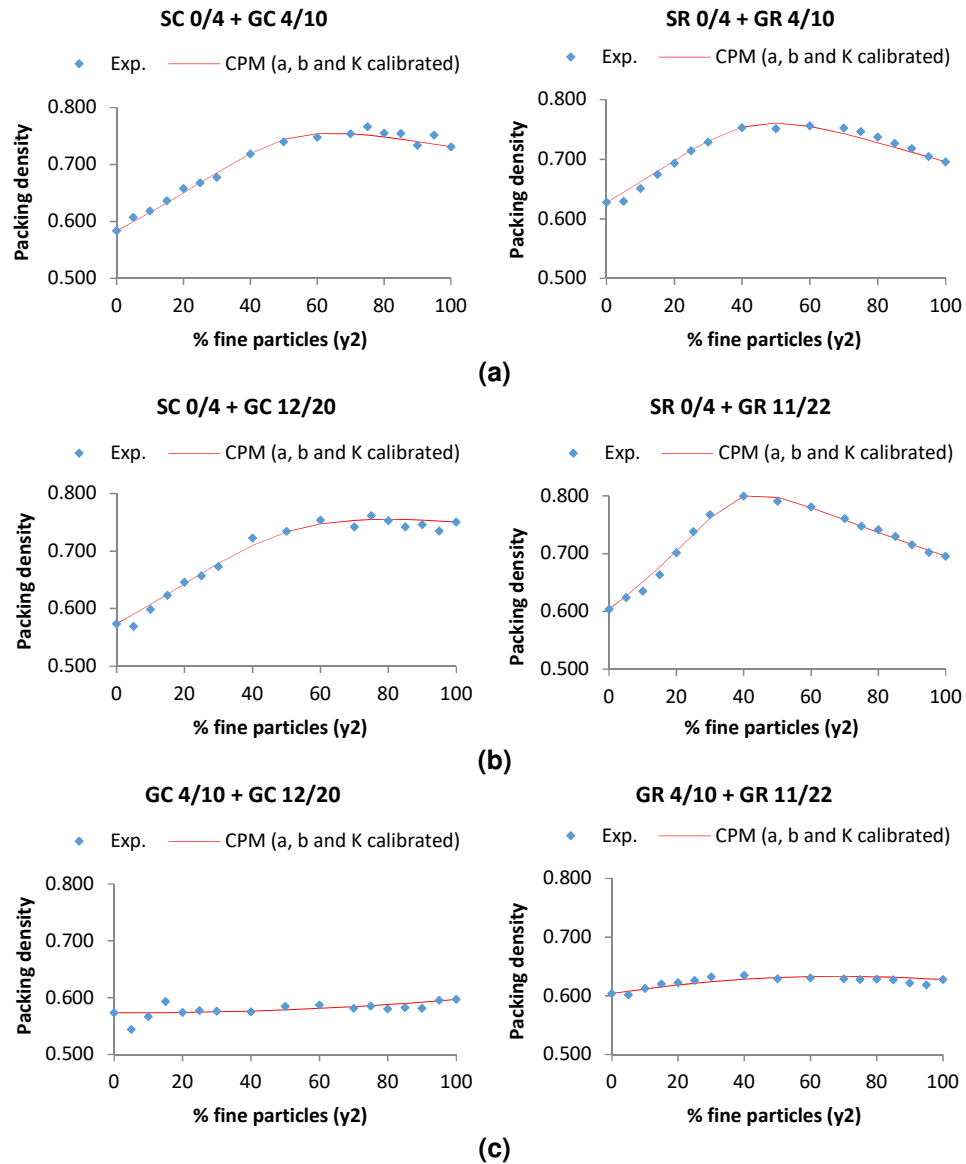 SC 0/4 + GC 4/10
Exp. CPM (a, b and K calibrated)
0.800
0.700
0.600
0.500
Packing density
0 20 40 60 80 100
% fine particles (y2)
SR 0/4 + GR 4/10
Exp. CPM (a, b and K calibrated)
0.800
0.700
0.600
0.500
Packing density
0 20 40 60 80 100
% fine particles (y2)
(a)
SC 0/4 + GC 12/20
Exp. CPM (a, b and K calibrated)
0.800
0.700
0.600
0.500
Packing density
0 20 40 60 80 100
% fine particles (y2)
SR 0/4 + GR 11/22
Exp. CPM (a, b and K calibrated)
0.800
0.700
0.600
0.500
Packing density
0 20 40 60 80 100
% fine particles (y2)
(b)
GC 4/10 + GC 12/20
Exp. CPM (a, b and K calibrated)
0.800
0.700
0.600
0.500
Packing density
0 20 40 60 80 100
% fine particles (y2)
GR 4/10 + GR 11/22
Exp. CPM (a, b and K calibrated)
0.800
0.700
0.600
0.500
Packing density
0 20 40 60 80 100
% fine particles (y2)
(c)